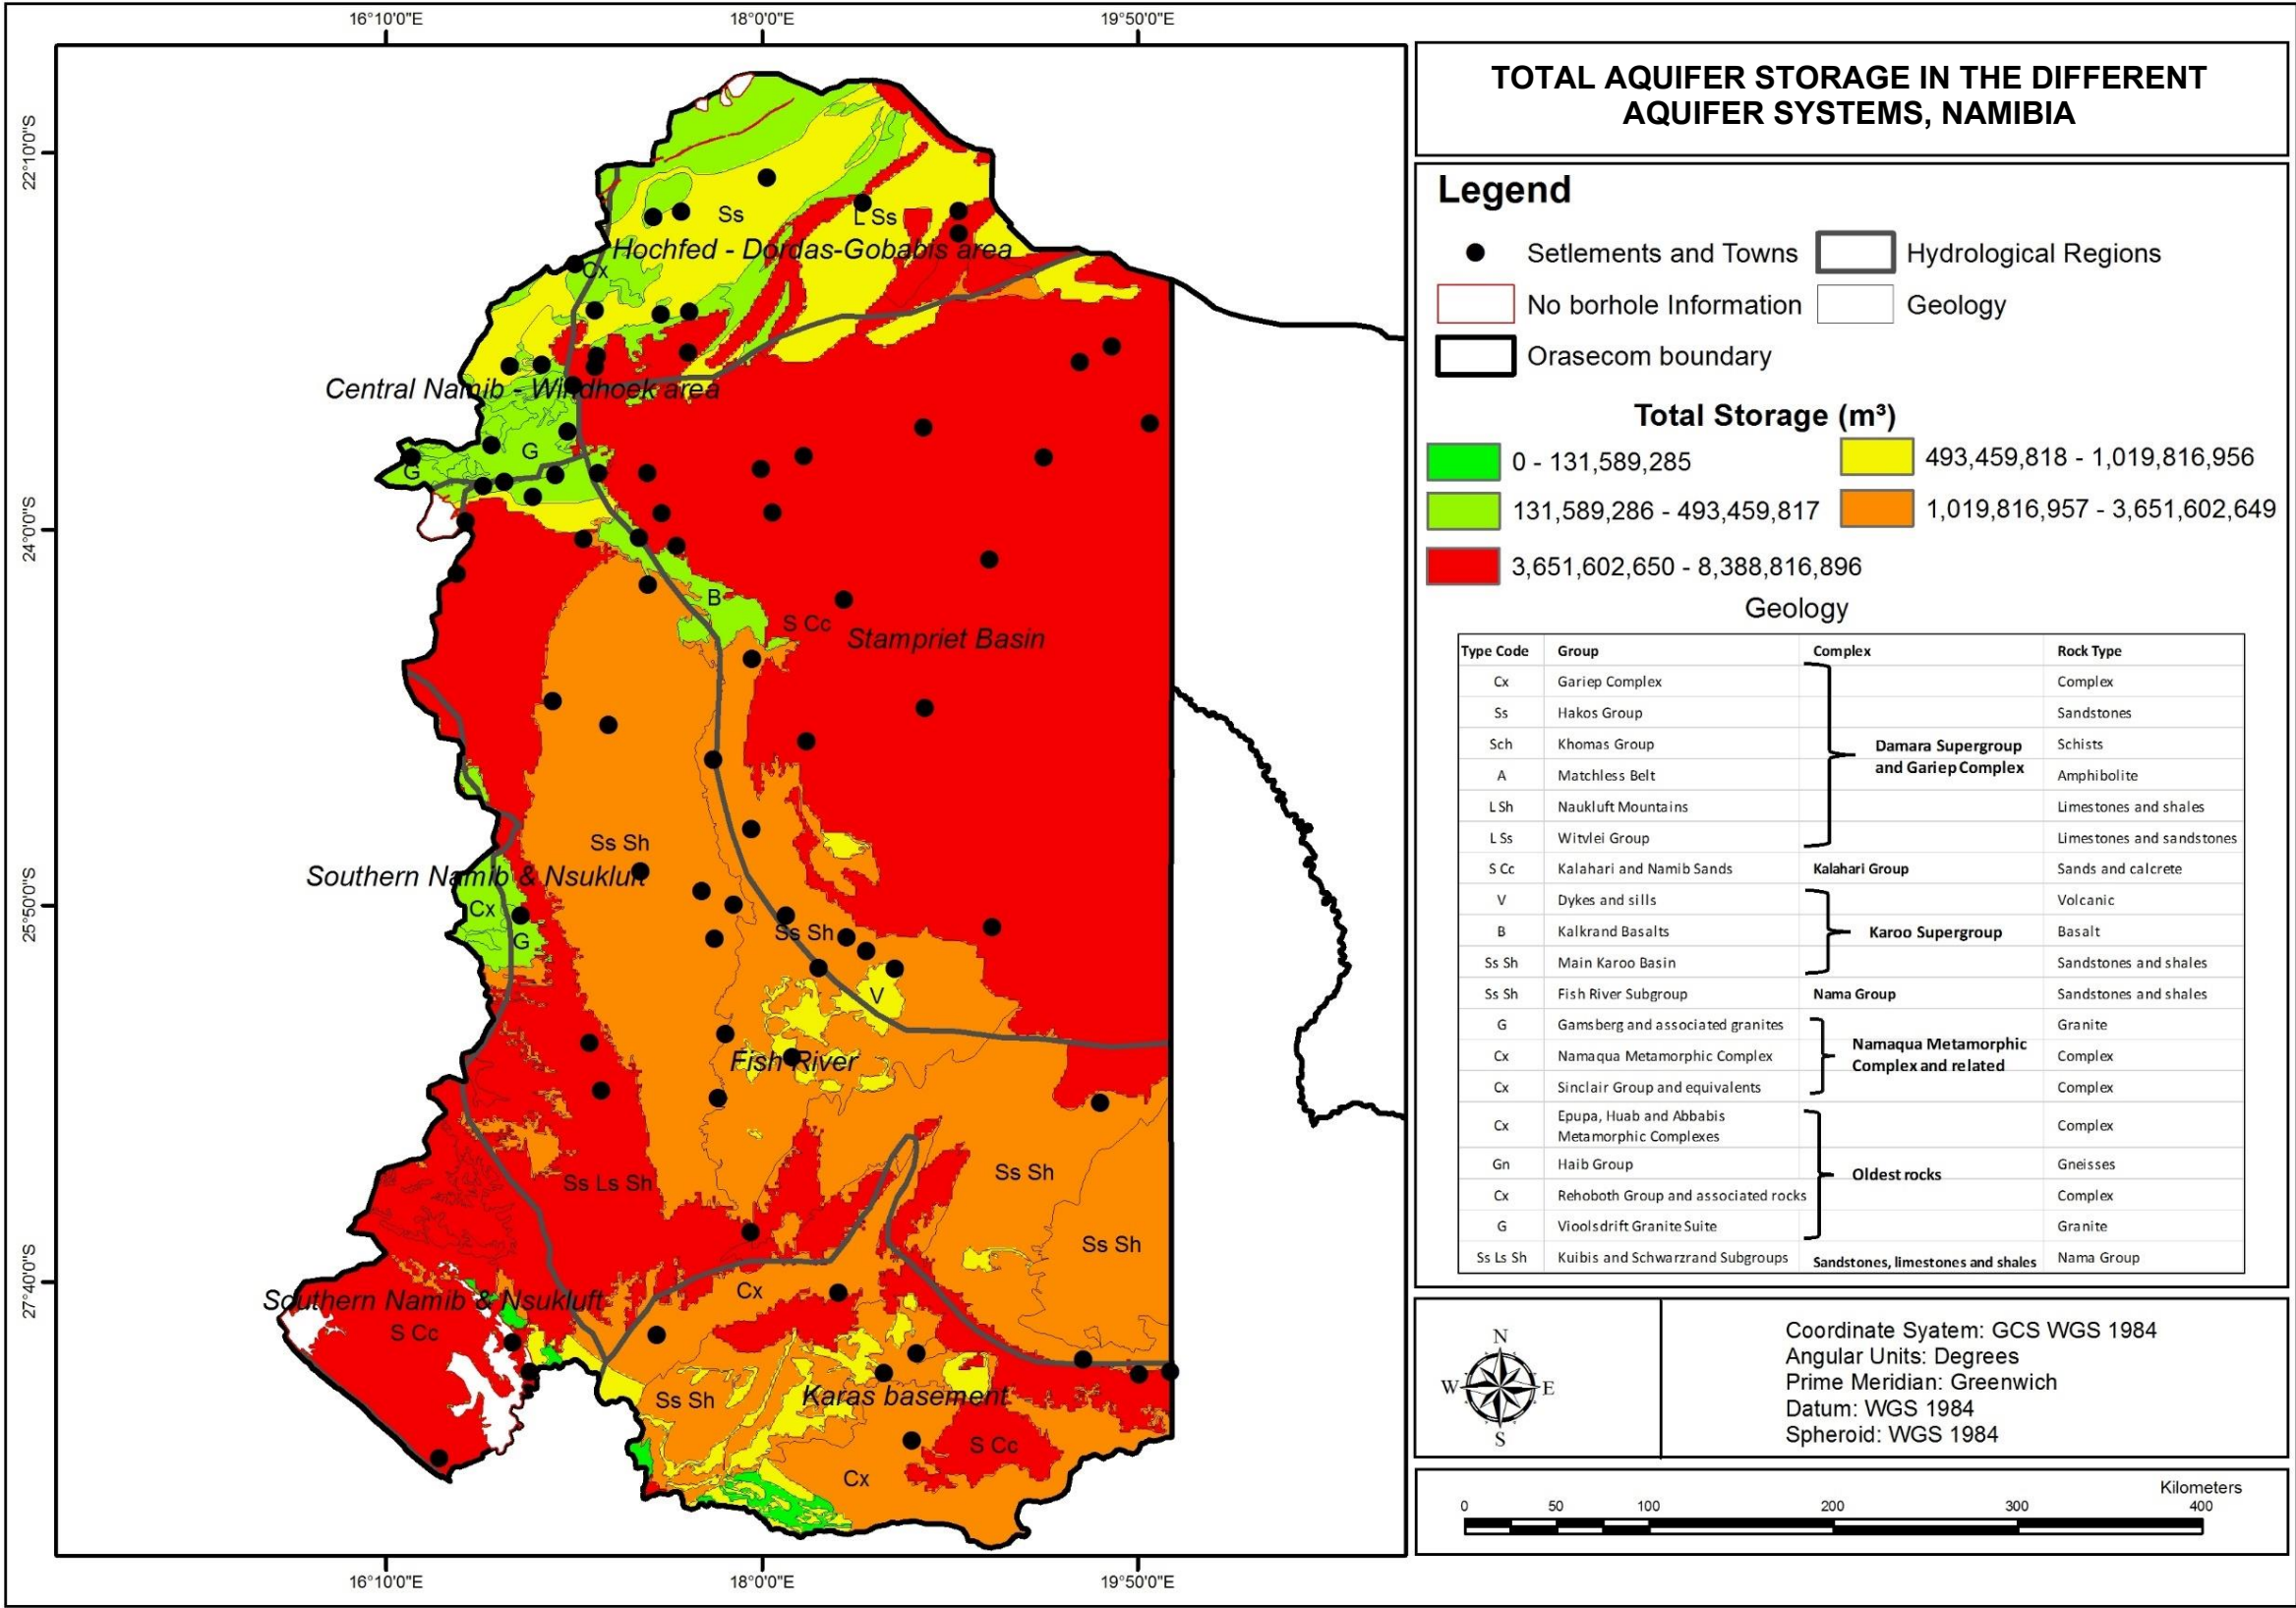 16°10'0"E
18°0'0"E
19°50'0"E
22°10'0"S
24°0'0"S
25°50'0"S
27°40'0"S
Ss
L Ss
Hochfed - Dordas-Gobabis area
Cx
Central Namib - Windhoek area
G
G
B
S Cc
Stampriet Basin
Ss Sh
Southern Namib & Nsukluft
Cx
G
Ss Sh
V
Fish River
Ss Sh
Ss Ls Sh
Ss Sh
Cx
Southern Namib & Nsukluft
S Cc
Karas basement
Ss Sh
S Cc
Cx
16°10'0"E
18°0'0"E
19°50'0"E
TOTAL AQUIFER STORAGE IN THE DIFFERENT
AQUIFER SYSTEMS, NAMIBIA
Legend
Setlements and Towns
Hydrological Regions
No borhole Information
Geology
Orasecom boundary
Total Storage (m³)
0 - 131,589,285
493,459,818 - 1,019,816,956
131,589,286 - 493,459,817
1,019,816,957 - 3,651,602,649
3,651,602,650 - 8,388,816,896
Geology
Type Code Group Complex Rock Type
Cx Gariep Complex Complex
Ss Hakos Group Sandstones
Sch Khomas Group Schists
Damara Supergroup
and Gariep Complex
A Matchless Belt Amphibolite
L Sh Naukluft Mountains Limestones and shales
L Ss Witvlei Group Limestones and sandstones
S Cc Kalahari and Namib Sands Kalahari Group Sands and calcrete
V Dykes and sills Volcanic
B Kalkrand Basalts Karoo Supergroup Basalt
Ss Sh Main Karoo Basin Sandstones and shales
Ss Sh Fish River Subgroup Nama Group Sandstones and shales
G Gamsberg and associated granites Granite
Namaqua Metamorphic
Complex and related
Cx Namaqua Metamorphic Complex Complex
Cx Sinclair Group and equivalents Complex
Cx Epupa, Huab and Abbabis
Metamorphic Complexes Complex
Gn Haib Group Oldest rocks Gneisses
Cx Rehoboth Group and associated rocks Complex
G Vioolsdrift Granite Suite Granite
Ss Ls Sh Kuibis and Schwarzrand Subgroups Sandstones, limestones and shales Nama Group
N
W E
S
Coordinate Syatem: GCS WGS 1984
Angular Units: Degrees
Prime Meridian: Greenwich
Datum: WGS 1984
Spheroid: WGS 1984
Kilometers
0 50 100 200 300 400